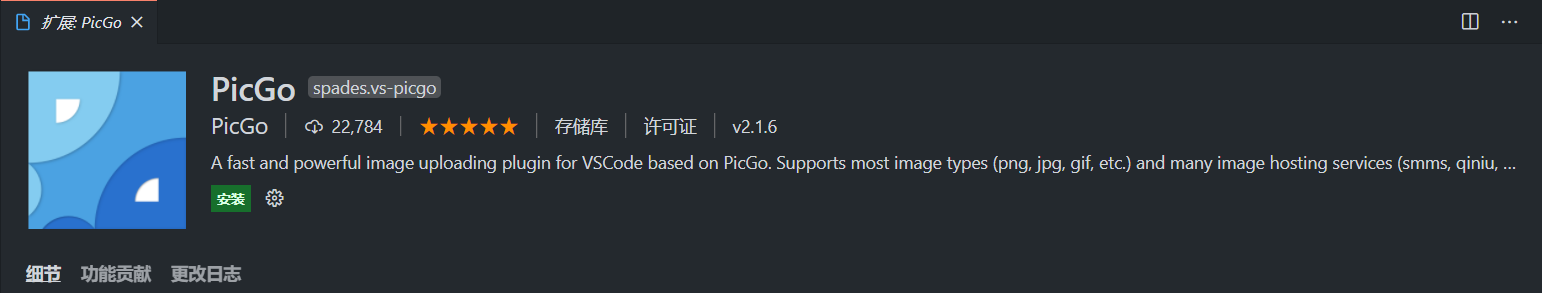 扩展: PicGo
PicGo spades.vs-picgo
PicGo 22,784 存储库 许可证 v2.1.6
A fast and powerful image uploading plugin for VSCode based on PicGo. Supports most image types (png, jpg, gif, etc.) and many image hosting services (smms, qiniu, ...
安装
细节 功能贡献 更改日志